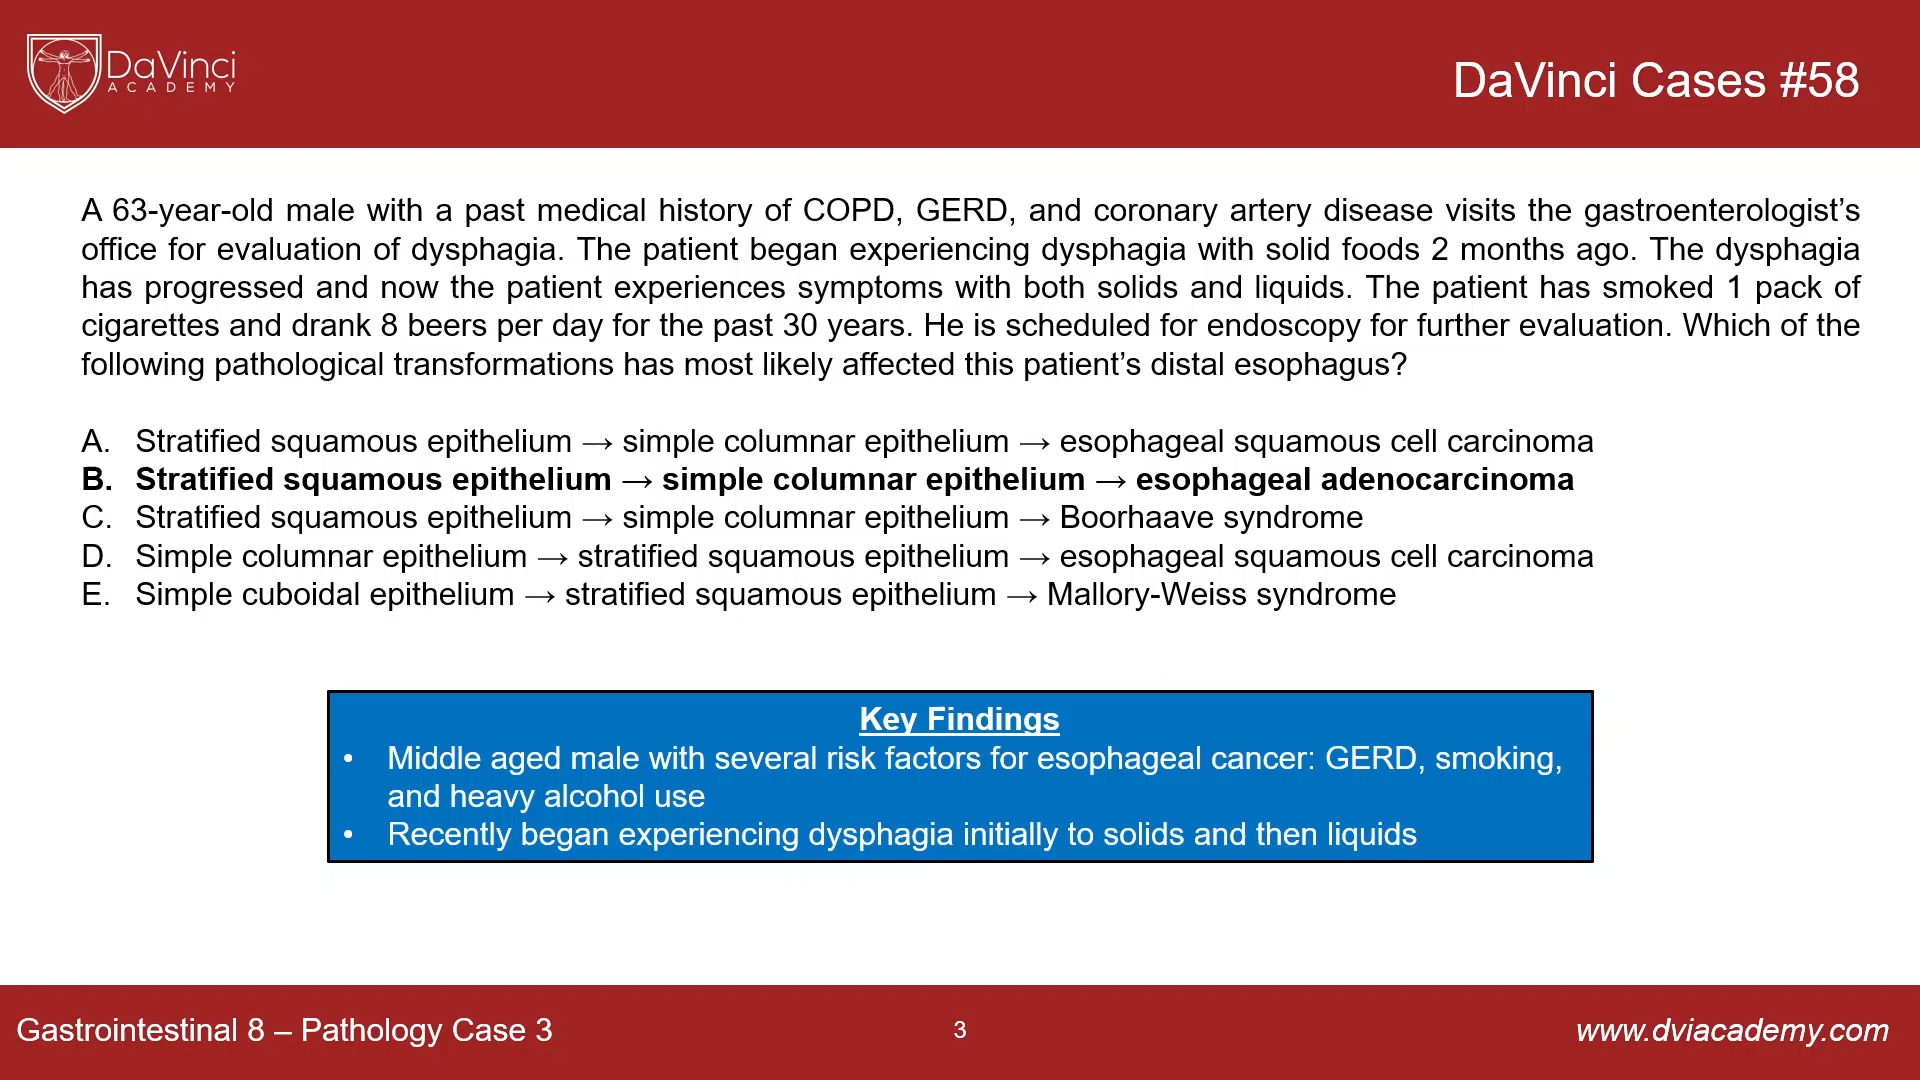 DaVinci
ACADEMY
DaVinci Cases #58
A 63-year-old male with a past medical history of COPD, GERD, and coronary artery disease visits the gastroenterologist’s
office for evaluation of dysphagia. The patient began experiencing dysphagia with solid foods 2 months ago. The dysphagia
has progressed and now the patient experiences symptoms with both solids and liquids. The patient has smoked 1 pack of
cigarettes and drank 8 beers per day for the past 30 years. He is scheduled for endoscopy for further evaluation. Which of the
following pathological transformations has most likely affected this patient’s distal esophagus?
A. Stratified squamous epithelium → simple columnar epithelium → esophageal squamous cell carcinoma
B. Stratified squamous epithelium → simple columnar epithelium → esophageal adenocarcinoma
C. Stratified squamous epithelium → simple columnar epithelium → Boorhaave syndrome
D. Simple columnar epithelium → stratified squamous epithelium → esophageal squamous cell carcinoma
E. Simple cuboidal epithelium → stratified squamous epithelium → Mallory-Weiss syndrome
Key Findings
• Middle aged male with several risk factors for esophageal cancer: GERD, smoking,
and heavy alcohol use
• Recently began experiencing dysphagia initially to solids and then liquids
Gastrointestinal 8 – Pathology Case 3
3
www.dviacademy.com